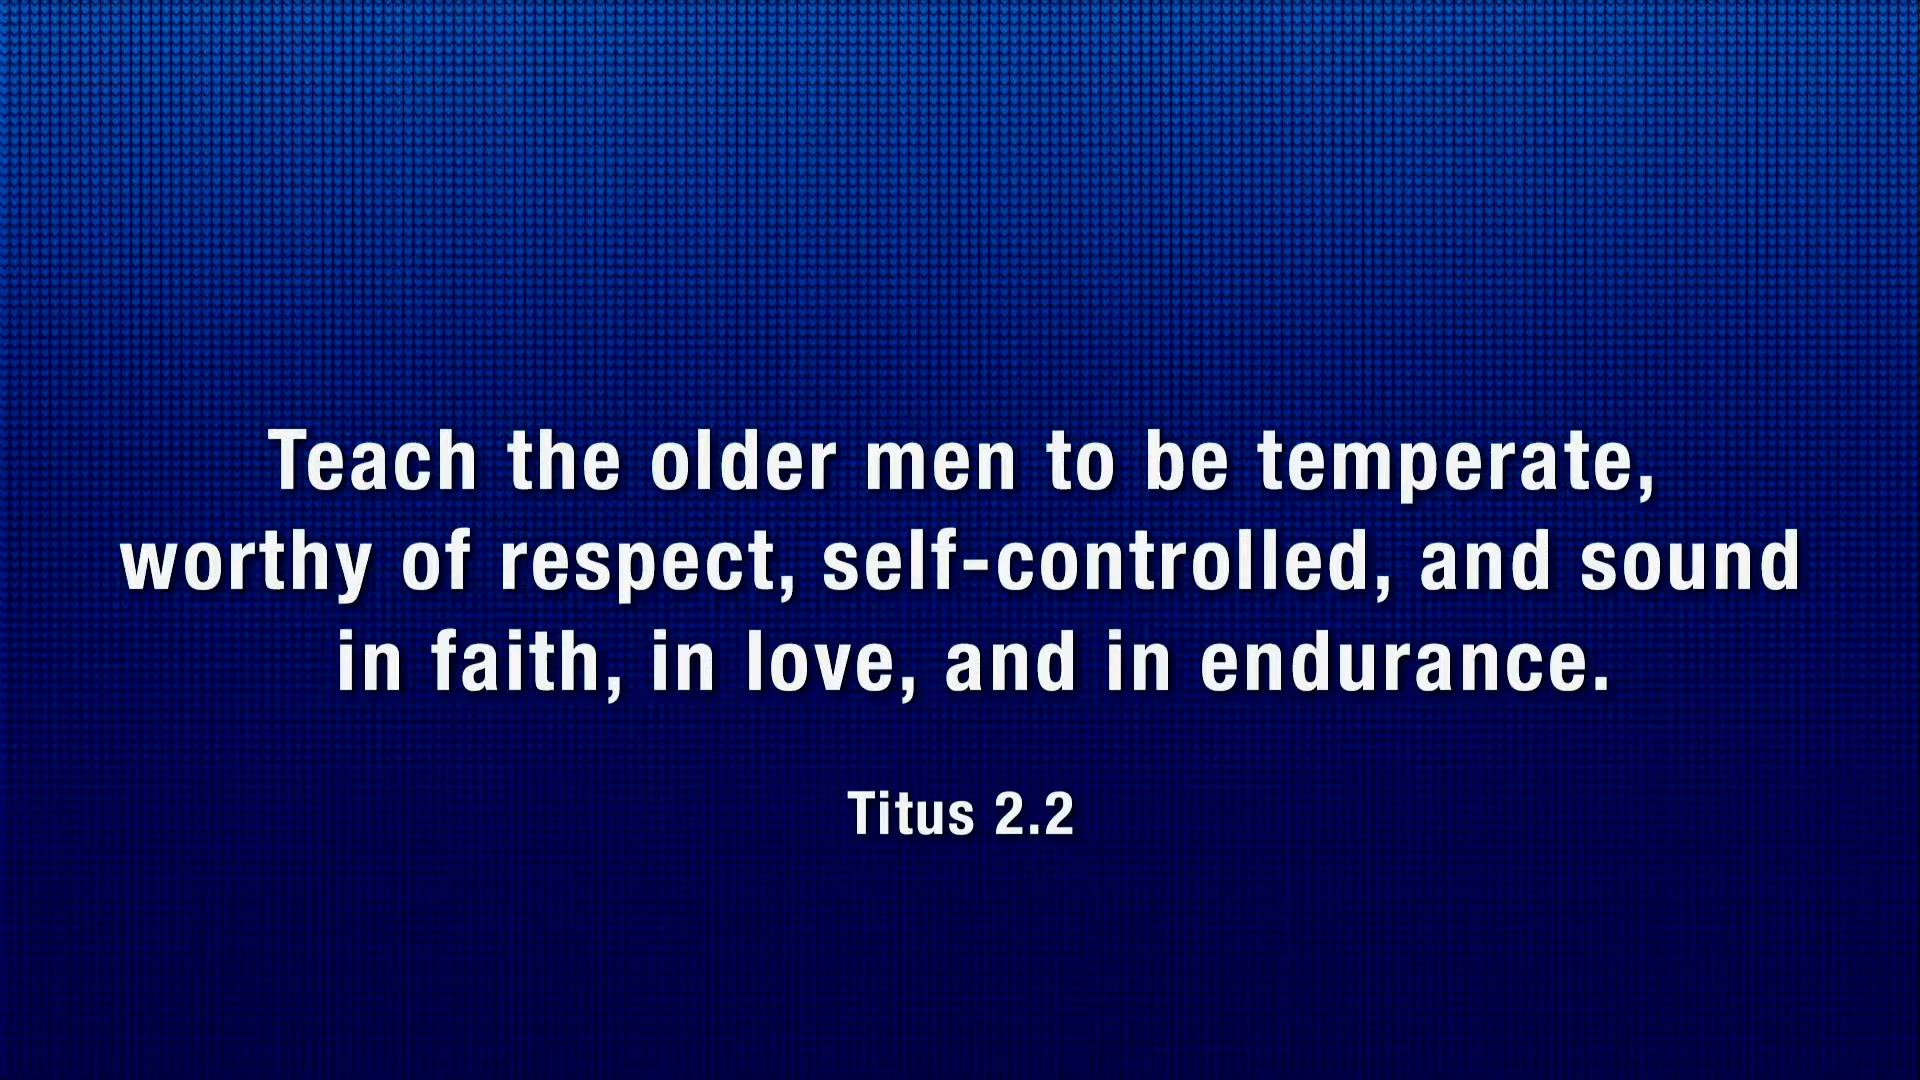 Teach the older men to be temperate,
worthy of respect, self-controlled, and sound
in faith, in love, and in endurance.
Titus 2.2